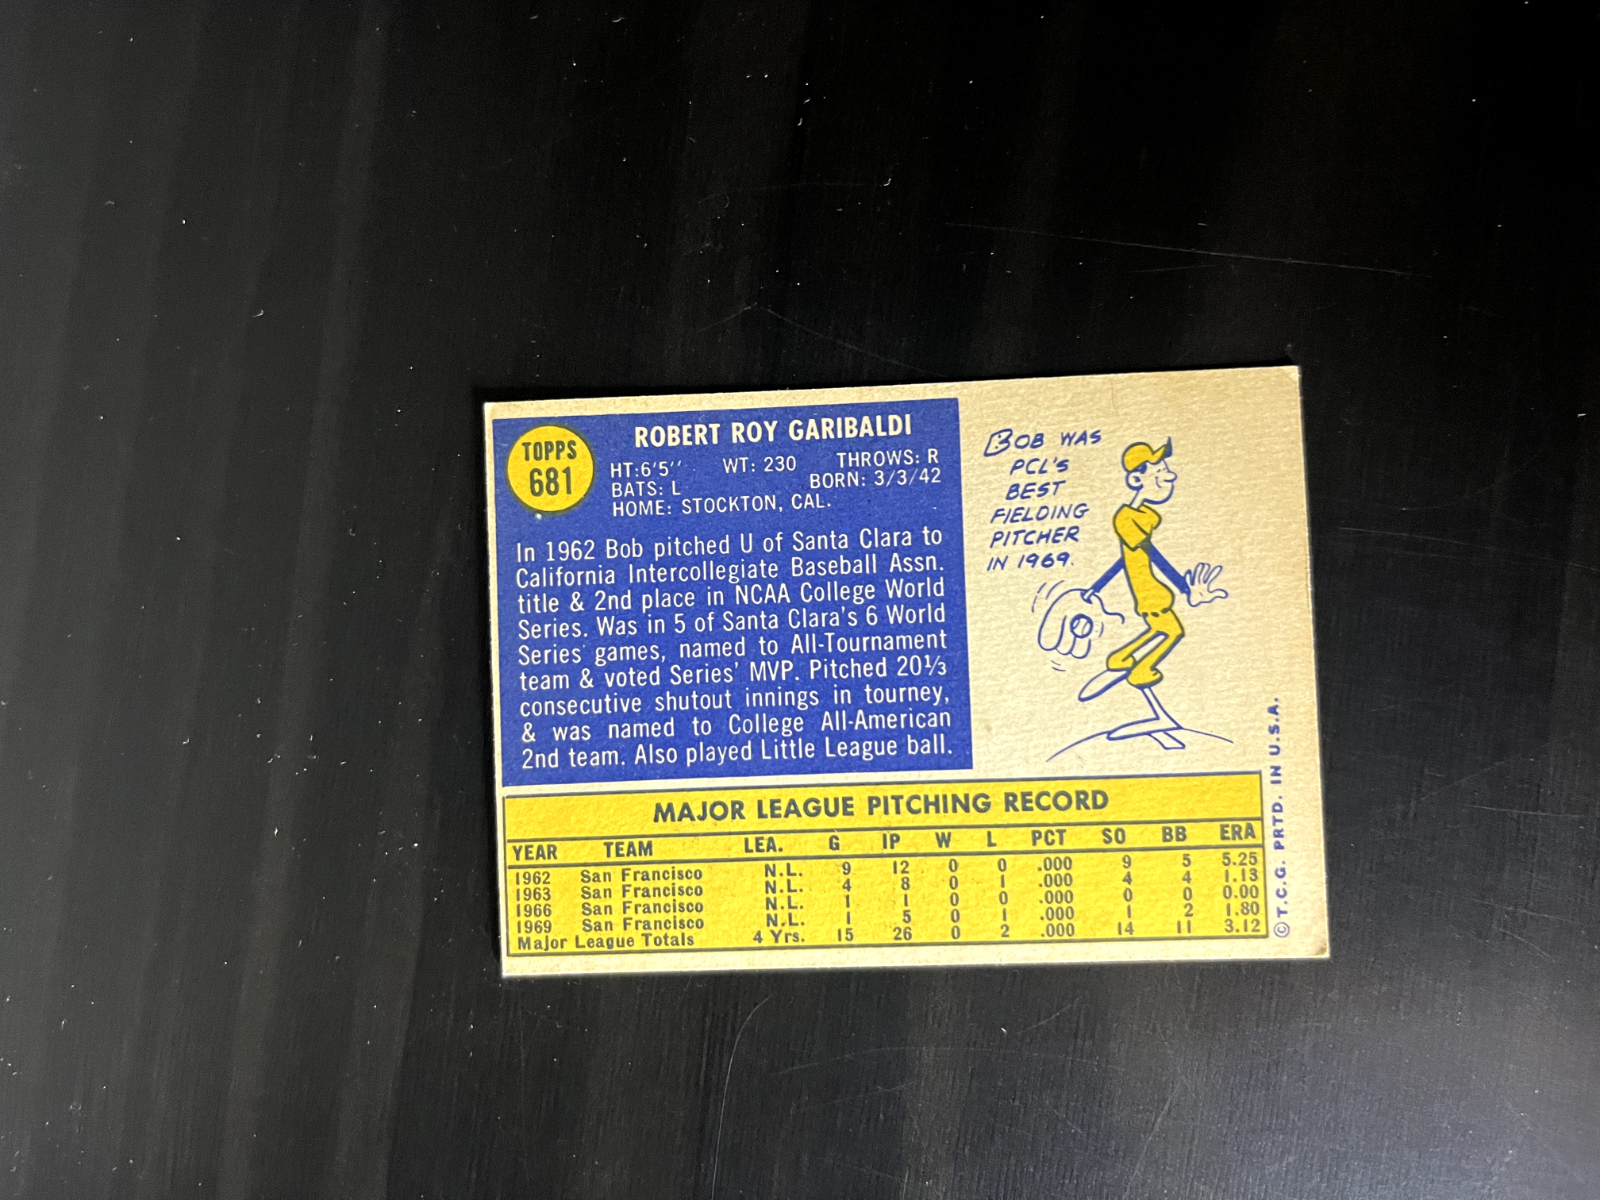 TOPPS
681
ROBERT ROY GARIBALDI
HT:6'5'' WT: 230 THROWS: R
BATS: L BORN: 3/3/42
HOME: STOCKTON, CAL.
In 1962 Bob pitched U of Santa Clara to
California Intercollegiate Baseball Assn.
title & 2nd place in NCAA College World
Series. Was in 5 of Santa Clara's 6 World
Series games, named to All-Tournament
team & voted Series' MVP. Pitched 20⅓
consecutive shutout innings in tourney,
& was named to College All-American
2nd team. Also played Little League ball.
BOB WAS
PCL'S
BEST
FIELDING
PITCHER
IN 1969.
MAJOR LEAGUE PITCHING RECORD
YEAR TEAM LEA. G IP W L PCT SO BB ERA
1962 San Francisco N.L. 9 12 0 0 .000 9 5 5.25
1963 San Francisco N.L. 4 8 0 1 .000 4 4 1.13
1966 San Francisco N.L. 1 1 0 0 .000 0 0 0.00
1969 San Francisco N.L. 1 5 0 1 .000 1 2 1.80
Major League Totals 4 Yrs. 15 26 0 2 .000 14 11 3.12
©T.C.G. PRTD. IN U.S.A.